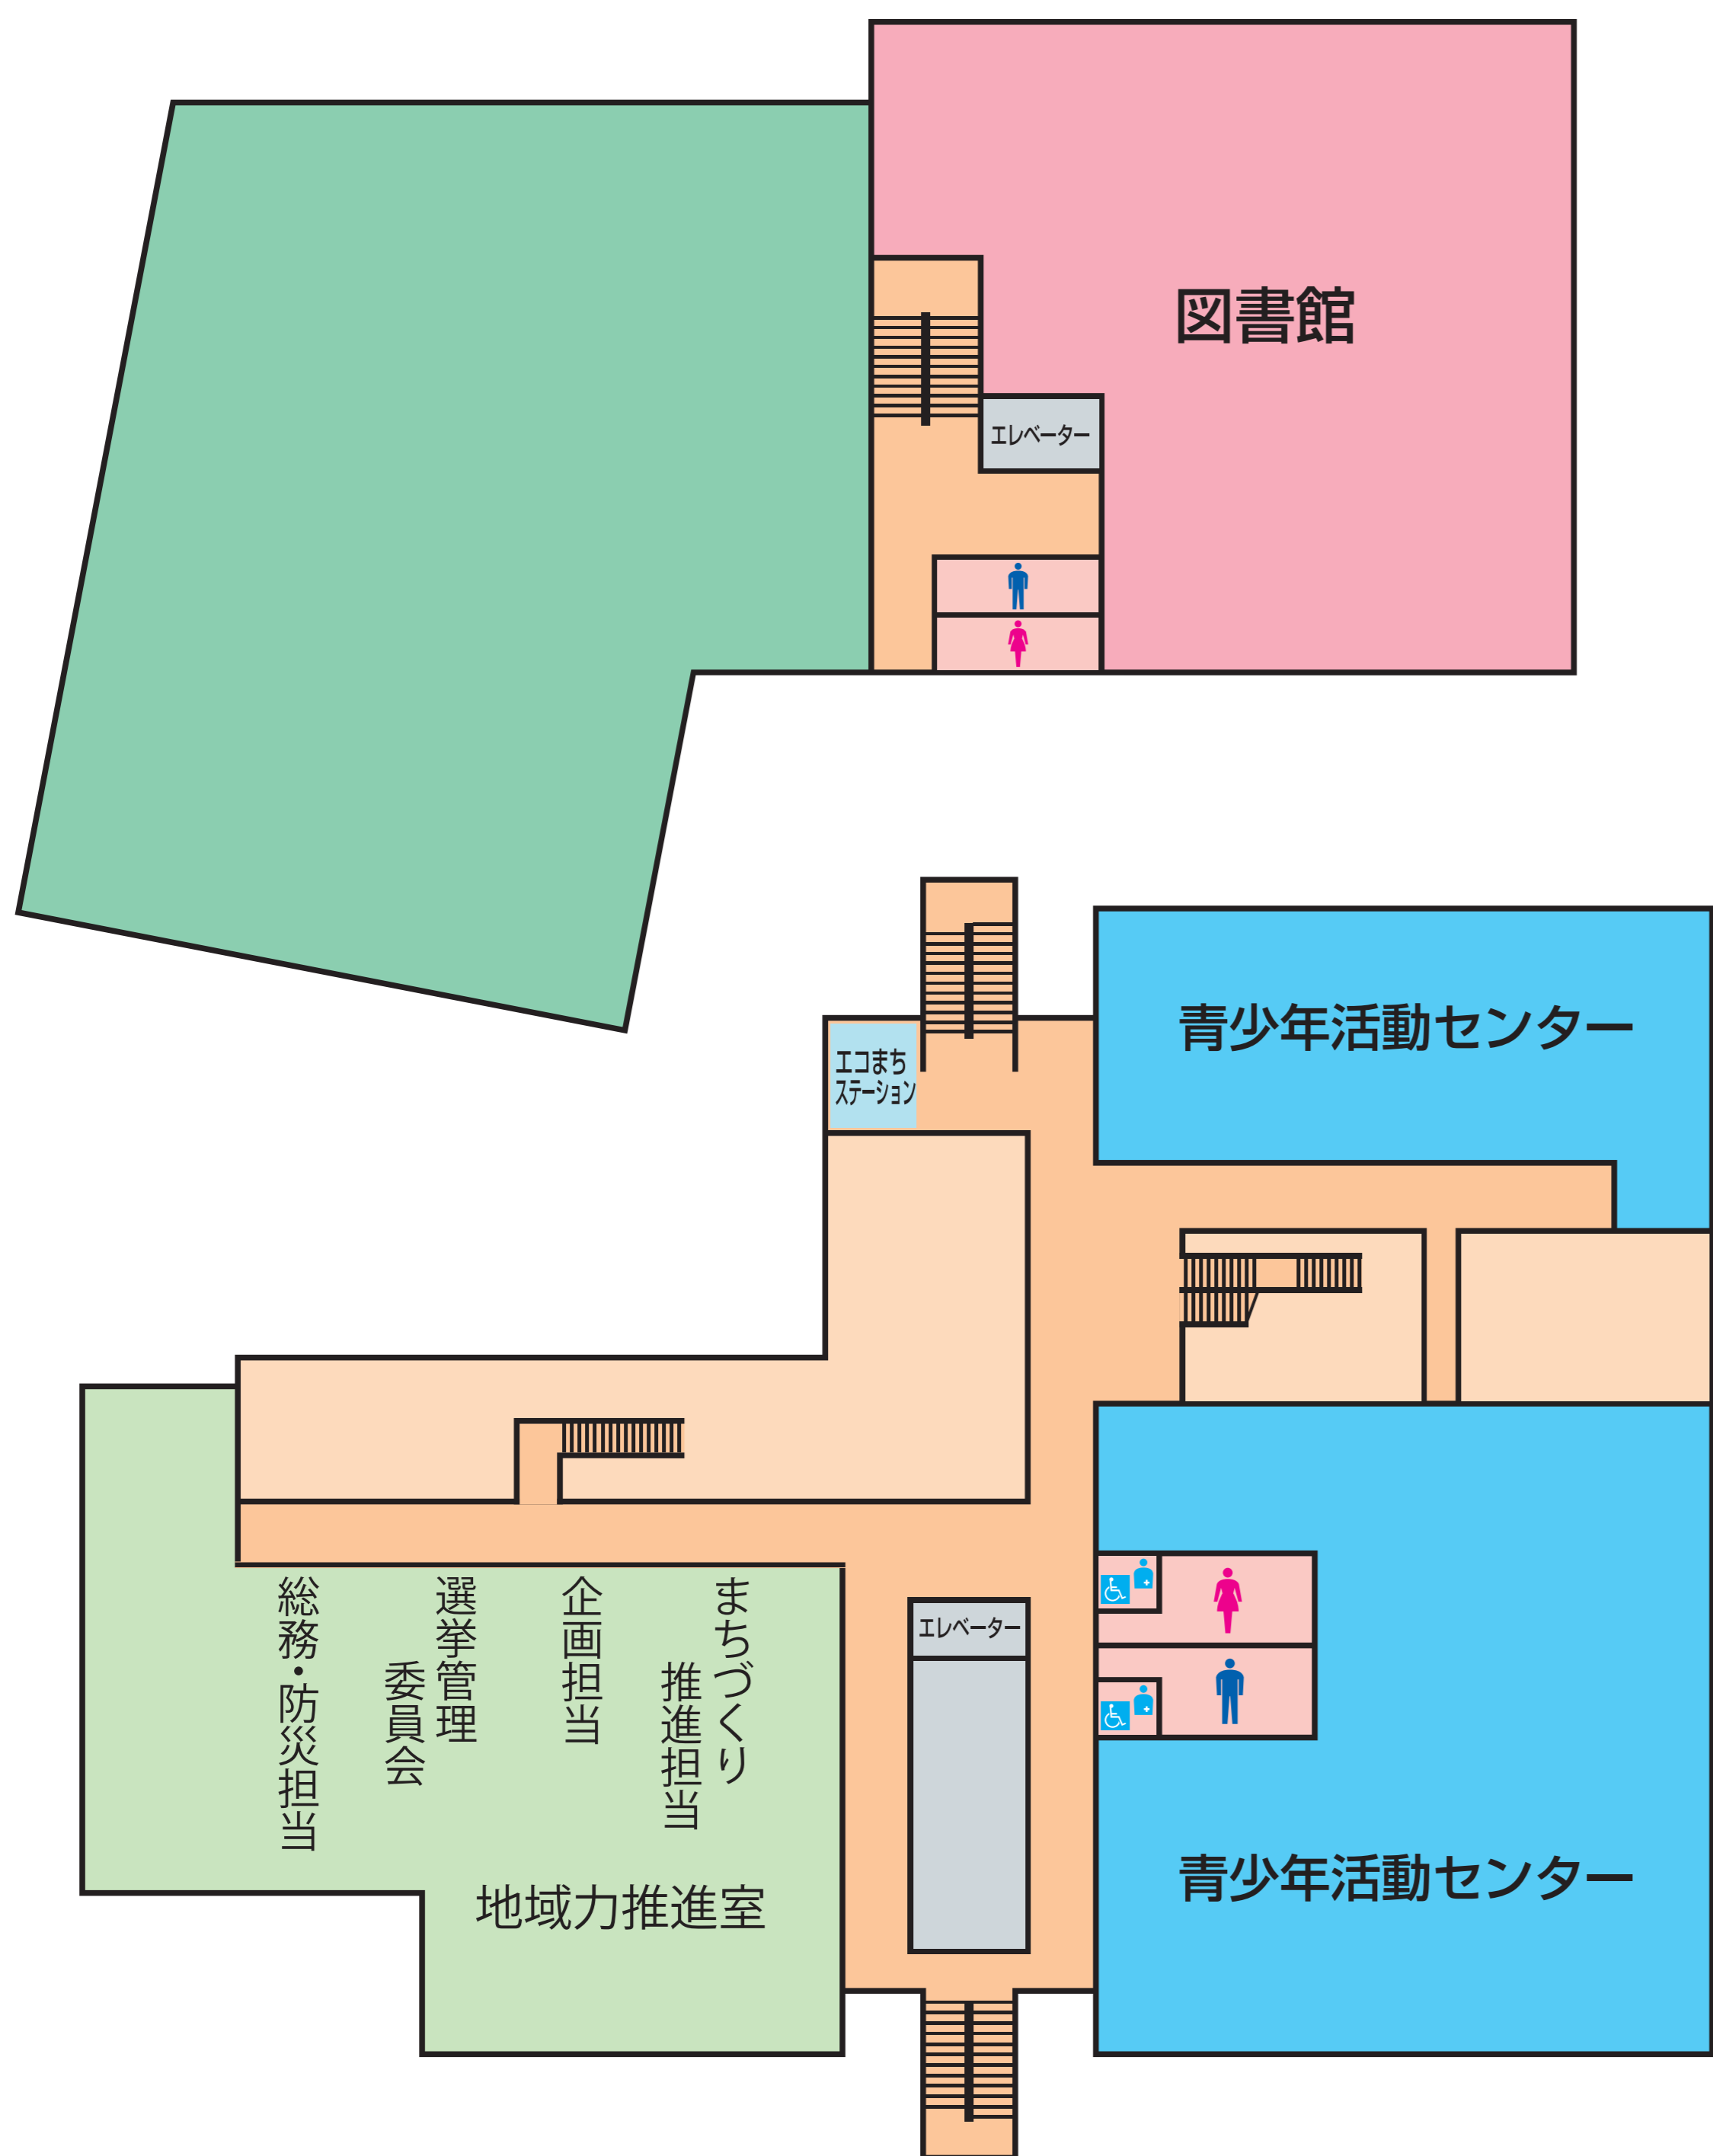 図書館
エレベーター
青少年活動センター
エコまち
ステーション
まちづくり
推進担当
企画担当
選挙管理
委員会
総務・防災担当
地域力推進室
エレベーター
青少年活動センター